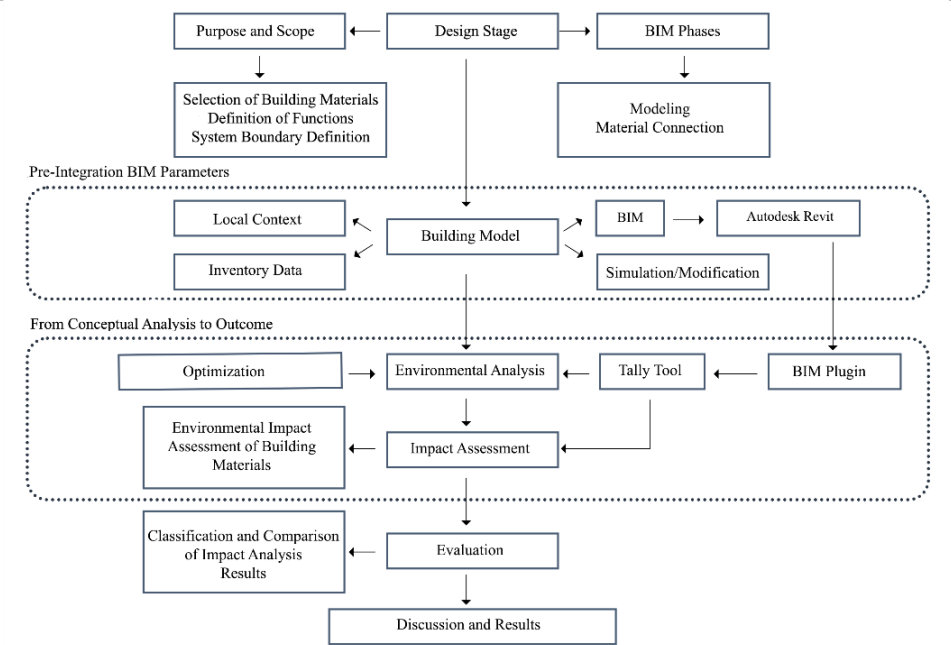 Purpose and Scope
Design Stage
BIM Phases
Selection of Building Materials
Definition of Functions
System Boundary Definition
Modeling
Material Connection
Pre-Integration BIM Parameters
Local Context
Building Model
BIM
Autodesk Revit
Inventory Data
Simulation/Modification
From Conceptual Analysis to Outcome
Optimization
Environmental Analysis
Tally Tool
BIM Plugin
Environmental Impact
Assessment of Building
Materials
Impact Assessment
Classification and Comparison
of Impact Analysis
Results
Evaluation
Discussion and Results